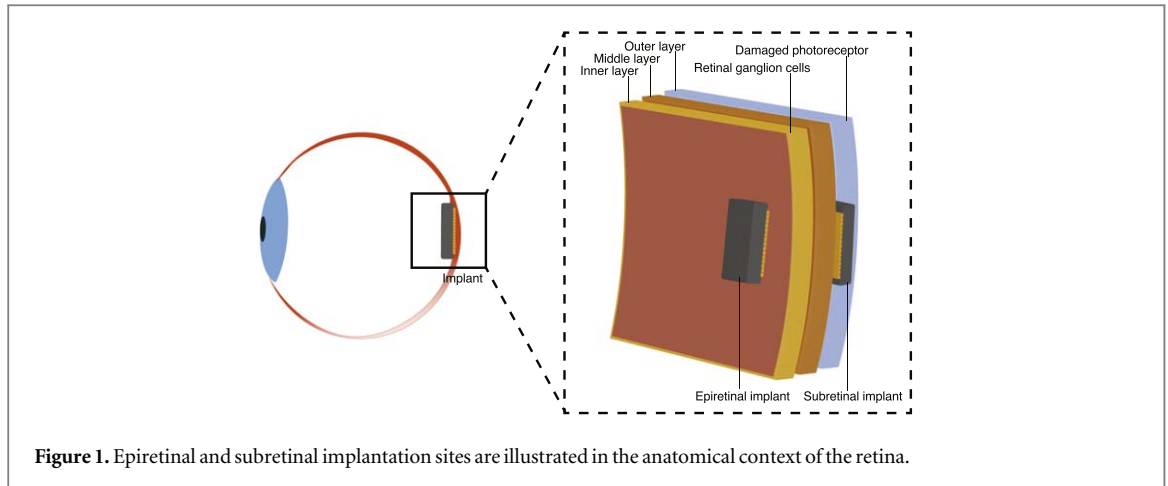 Outer layer
Damaged photoreceptor
Middle layer
Retinal ganglion cells
Inner layer
Implant
Epiretinal implant
Subretinal implant
Figure 1. Epiretinal and subretinal implantation sites are illustrated in the anatomical context of the retina.